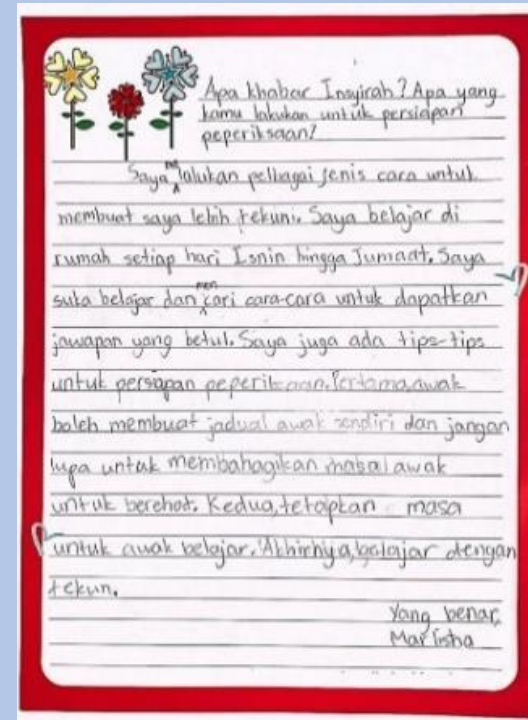 Apa khabar Insyirah? Apa yang
kamu lakukan untuk persiapan
peperiksaan?
Saya melalukan pelbagai jenis cara untuk
membuat saya lebih tekun. Saya belajar di
rumah setiap hari Isnin hingga Jumaat. Saya
suka belajar dan mencari cara-cara untuk dapatkan
jawapan yang betul. Saya juga ada tips-tips
untuk persiapan peperiksaan. Pertama, awak
boleh membuat jadual awak sendiri dan jangan
lupa untuk membahagikan masa awak
untuk berehat. Kedua, tetapkan masa
untuk awak belajar. Akhirnya, belajar dengan
tekun.
Yang benar,
Marlisha